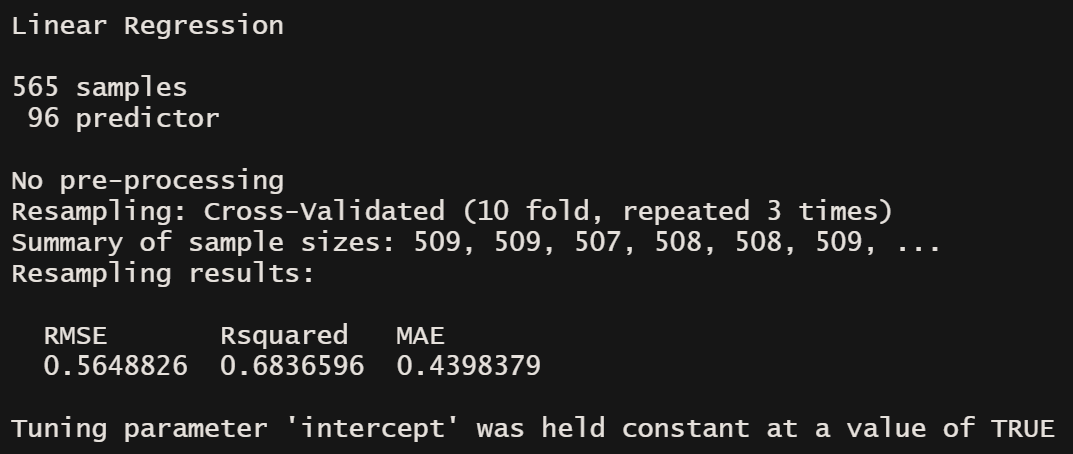 Linear Regression
565 samples
96 predictor
No pre-processing
Resampling: Cross-Validated (10 fold, repeated 3 times)
Summary of sample sizes: 509, 509, 507, 508, 508, 509, ...
Resampling results:
RMSE Rsquared MAE
0.5648826 0.6836596 0.4398379
Tuning parameter 'intercept' was held constant at a value of TRUE